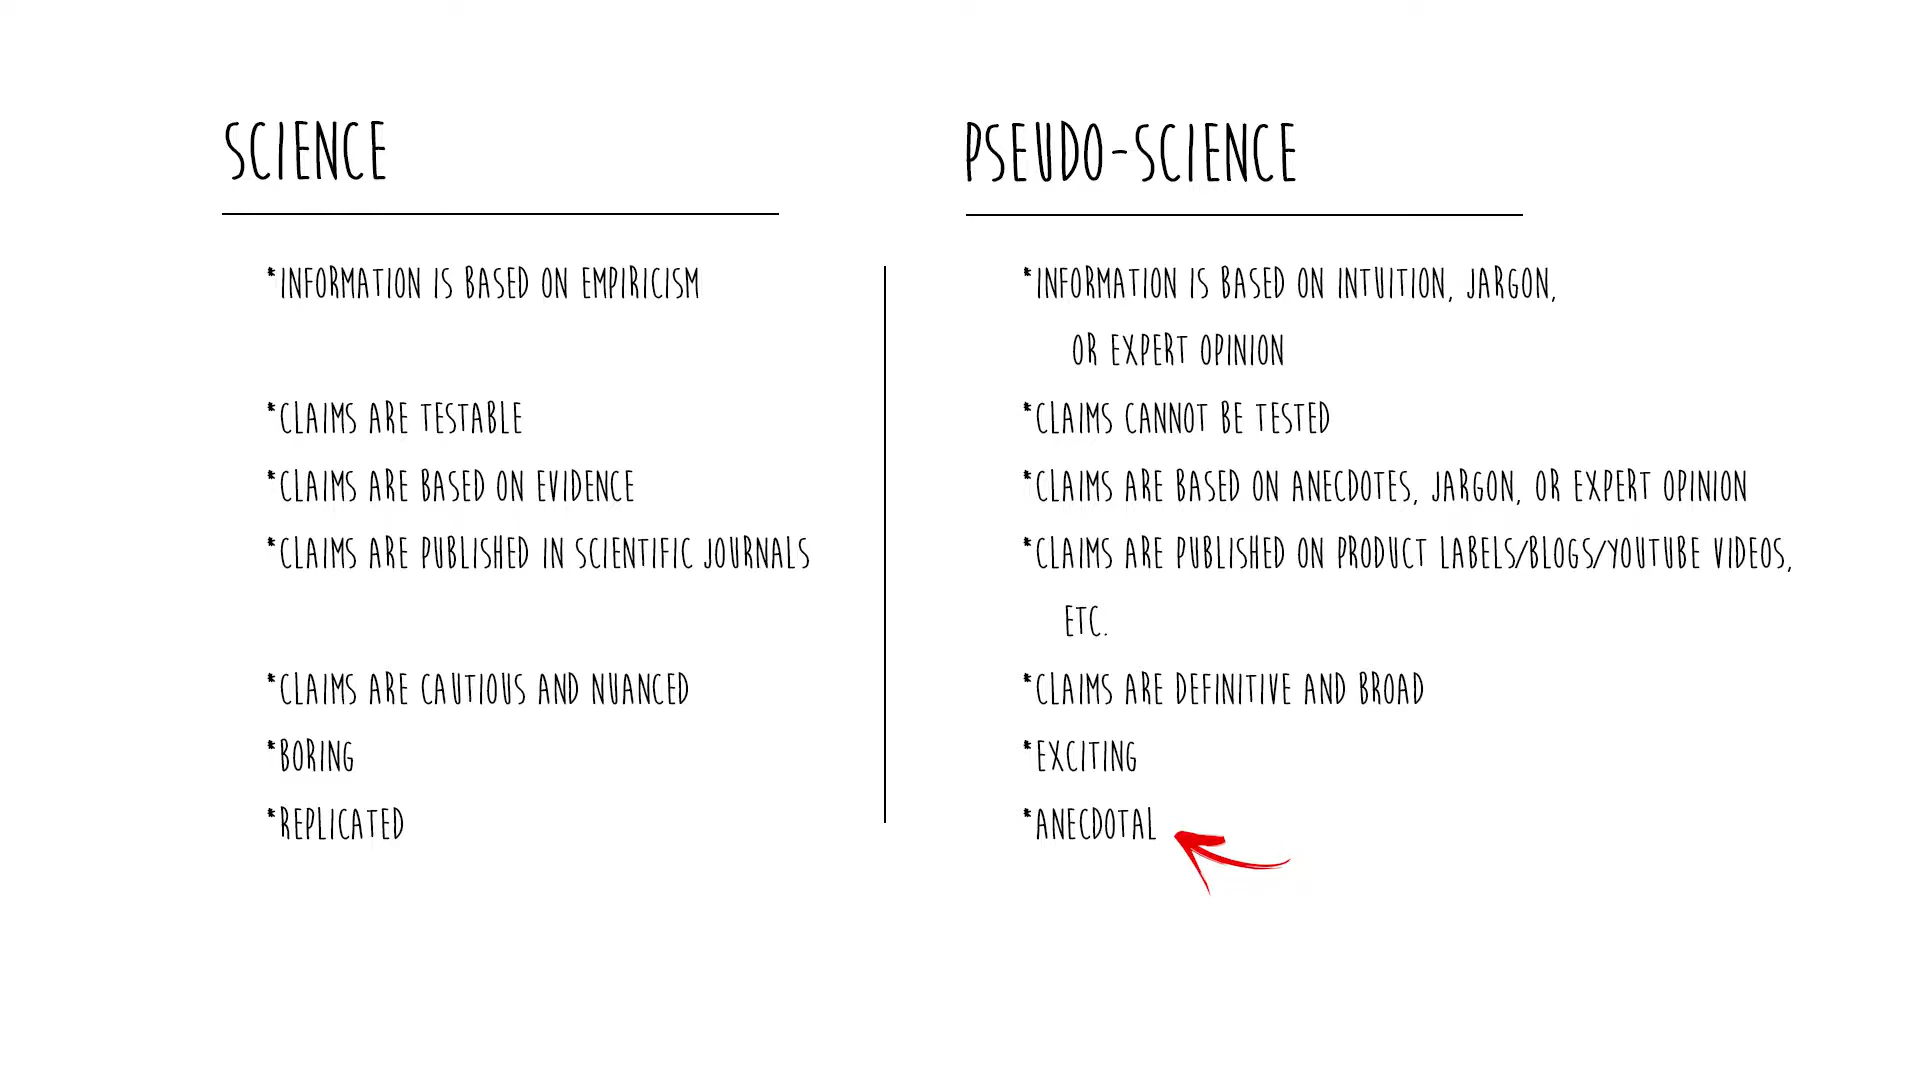 SCIENCE
*INFORMATION IS BASED ON EMPIRICISM
*CLAIMS ARE TESTABLE
*CLAIMS ARE BASED ON EVIDENCE
*CLAIMS ARE PUBLISHED IN SCIENTIFIC JOURNALS
*CLAIMS ARE CAUTIOUS AND NUANCED
*BORING
*REPLICATED
PSEUDO-SCIENCE
*INFORMATION IS BASED ON INTUITION, JARGON,
OR EXPERT OPINION
*CLAIMS CANNOT BE TESTED
*CLAIMS ARE BASED ON ANECDOTES, JARGON, OR EXPERT OPINION
*CLAIMS ARE PUBLISHED ON PRODUCT LABELS/BLOGS/YOUTUBE VIDEOS,
ETC.
*CLAIMS ARE DEFINITIVE AND BROAD
*EXCITING
*ANECDOTAL